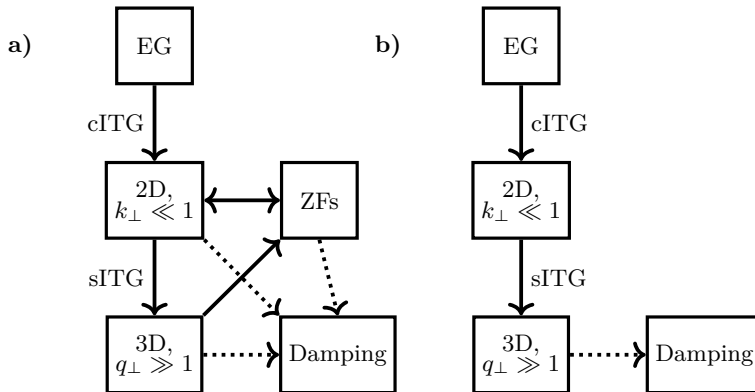 a)
EG
cITG
2D,
k⊥ ≪ 1
ZFs
sITG
3D,
q⊥ ≫ 1
Damping
b)
EG
cITG
2D,
k⊥ ≪ 1
sITG
3D,
q⊥ ≫ 1
Damping